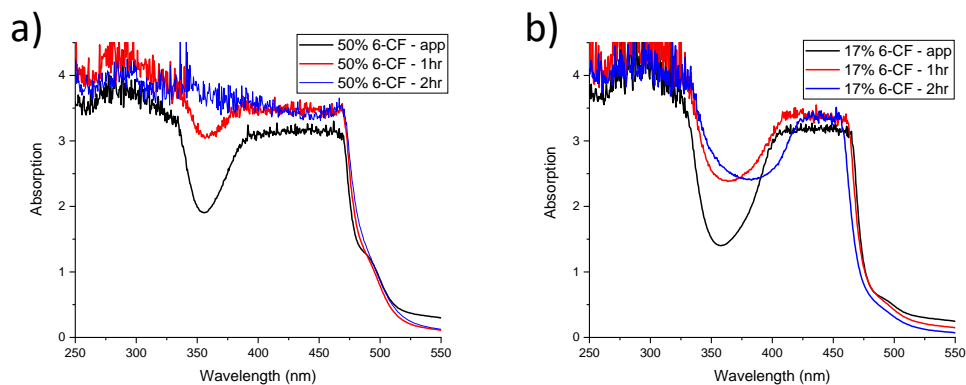 a)
50% 6-CF - app
50% 6-CF - 1hr
50% 6-CF - 2hr
4
3
2
1
0
Absorption
250 300 350 400 450 500 550
Wavelength (nm)
b)
17% 6-CF - app
17% 6-CF - 1hr
17% 6-CF - 2hr
4
3
2
1
0
Absorption
250 300 350 400 450 500 550
Wavelength (nm)